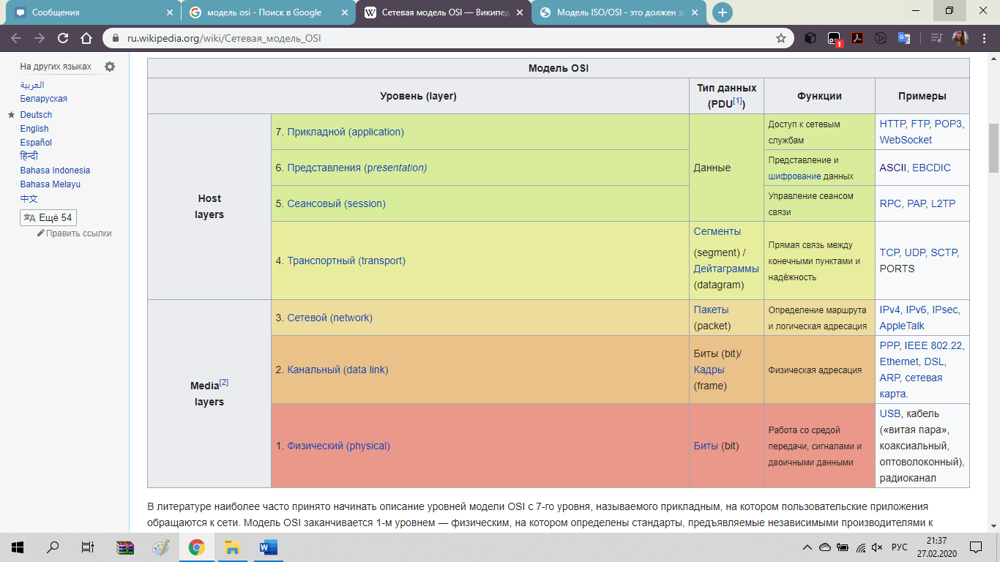 Сообщения
модель osi - Поиск в Google
Сетевая модель OSI — Википед
Модель ISO/OSI - это должен зн
ru.wikipedia.org/wiki/Сетевая_модель_OSI
1
На других языках
العربية
Беларуская
Deutsch
English
Español
हिन्दी
Bahasa Indonesia
Bahasa Melayu
中文
Ещё 54
Править ссылки
Модель OSI
Уровень (layer)
Тип данных
(PDU[1])
Функции
Примеры
Host
layers
7. Прикладной (application)
Данные
Доступ к сетевым
службам
HTTP, FTP, POP3,
WebSocket
6. Представления (presentation)
Представление и
шифрование данных
ASCII, EBCDIC
5. Сеансовый (session)
Управление сеансом
связи
RPC, PAP, L2TP
4. Транспортный (transport)
Сегменты
(segment) /
Дейтаграммы
(datagram)
Прямая связь между
конечными пунктами и
надёжность
TCP, UDP, SCTP,
PORTS
Media[2]
layers
3. Сетевой (network)
Пакеты
(packet)
Определение маршрута
и логическая адресация
IPv4, IPv6, IPsec,
AppleTalk
2. Канальный (data link)
Биты (bit)/
Кадры
(frame)
Физическая адресация
PPP, IEEE 802.22,
Ethernet, DSL,
ARP, сетевая
карта.
1. Физический (physical)
Биты (bit)
Работа со средой
передачи, сигналами и
двоичными данными
USB, кабель
(«витая пара»,
коаксиальный,
оптоволоконный),
радиоканал
В литературе наиболее часто принято начинать описание уровней модели OSI с 7-го уровня, называемого прикладным, на котором пользовательские приложения
обращаются к сети. Модель OSI заканчивается 1-м уровнем — физическим, на котором определены стандарты, предъявляемые независимыми производителями к
РУС
21:37
27.02.2020